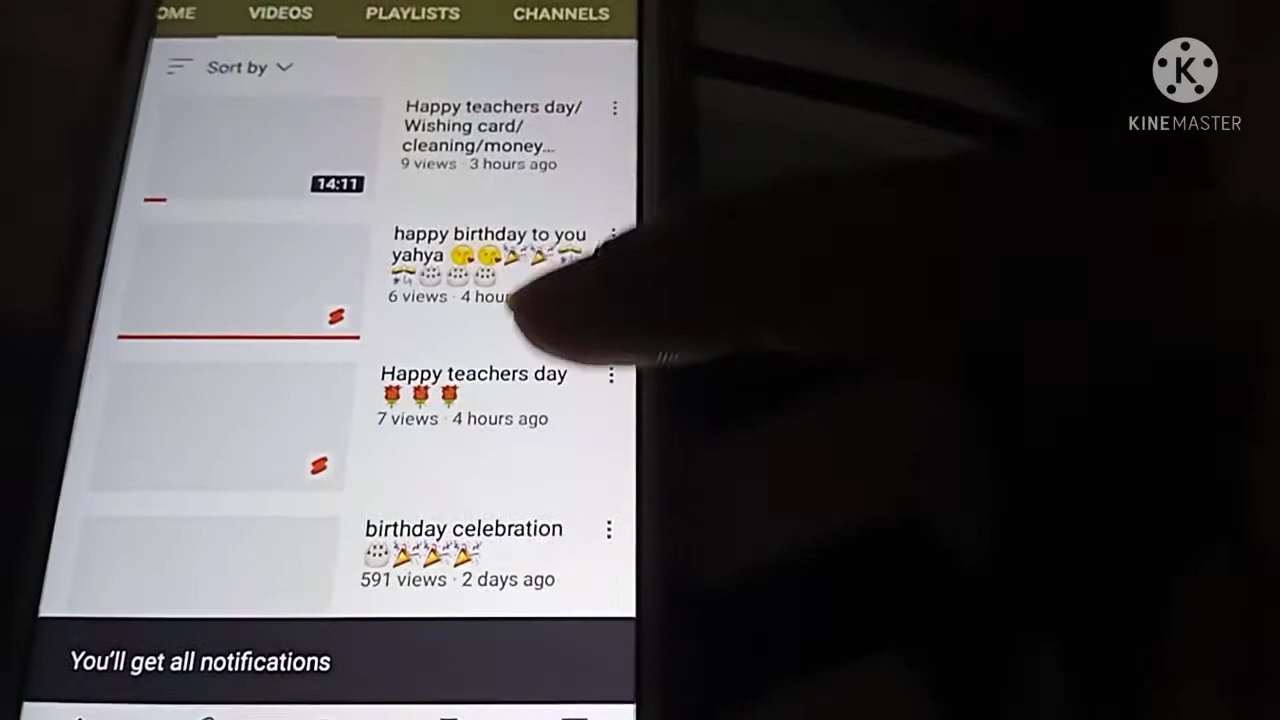 OME VIDEOS PLAYLISTS CHANNELS
Sort by
Happy teachers day/
Wishing card/
cleaning/money...
9 views · 3 hours ago
14:11
happy birthday to you
yahya 😘😘🎉🎉🎊
🎊🎂🎂🎂
6 views · 4 hou
Happy teachers day
🌹🌹🌹
7 views · 4 hours ago
birthday celebration
🎂🎉🎉🎉
591 views · 2 days ago
You'll get all notifications
K
KINEMASTER